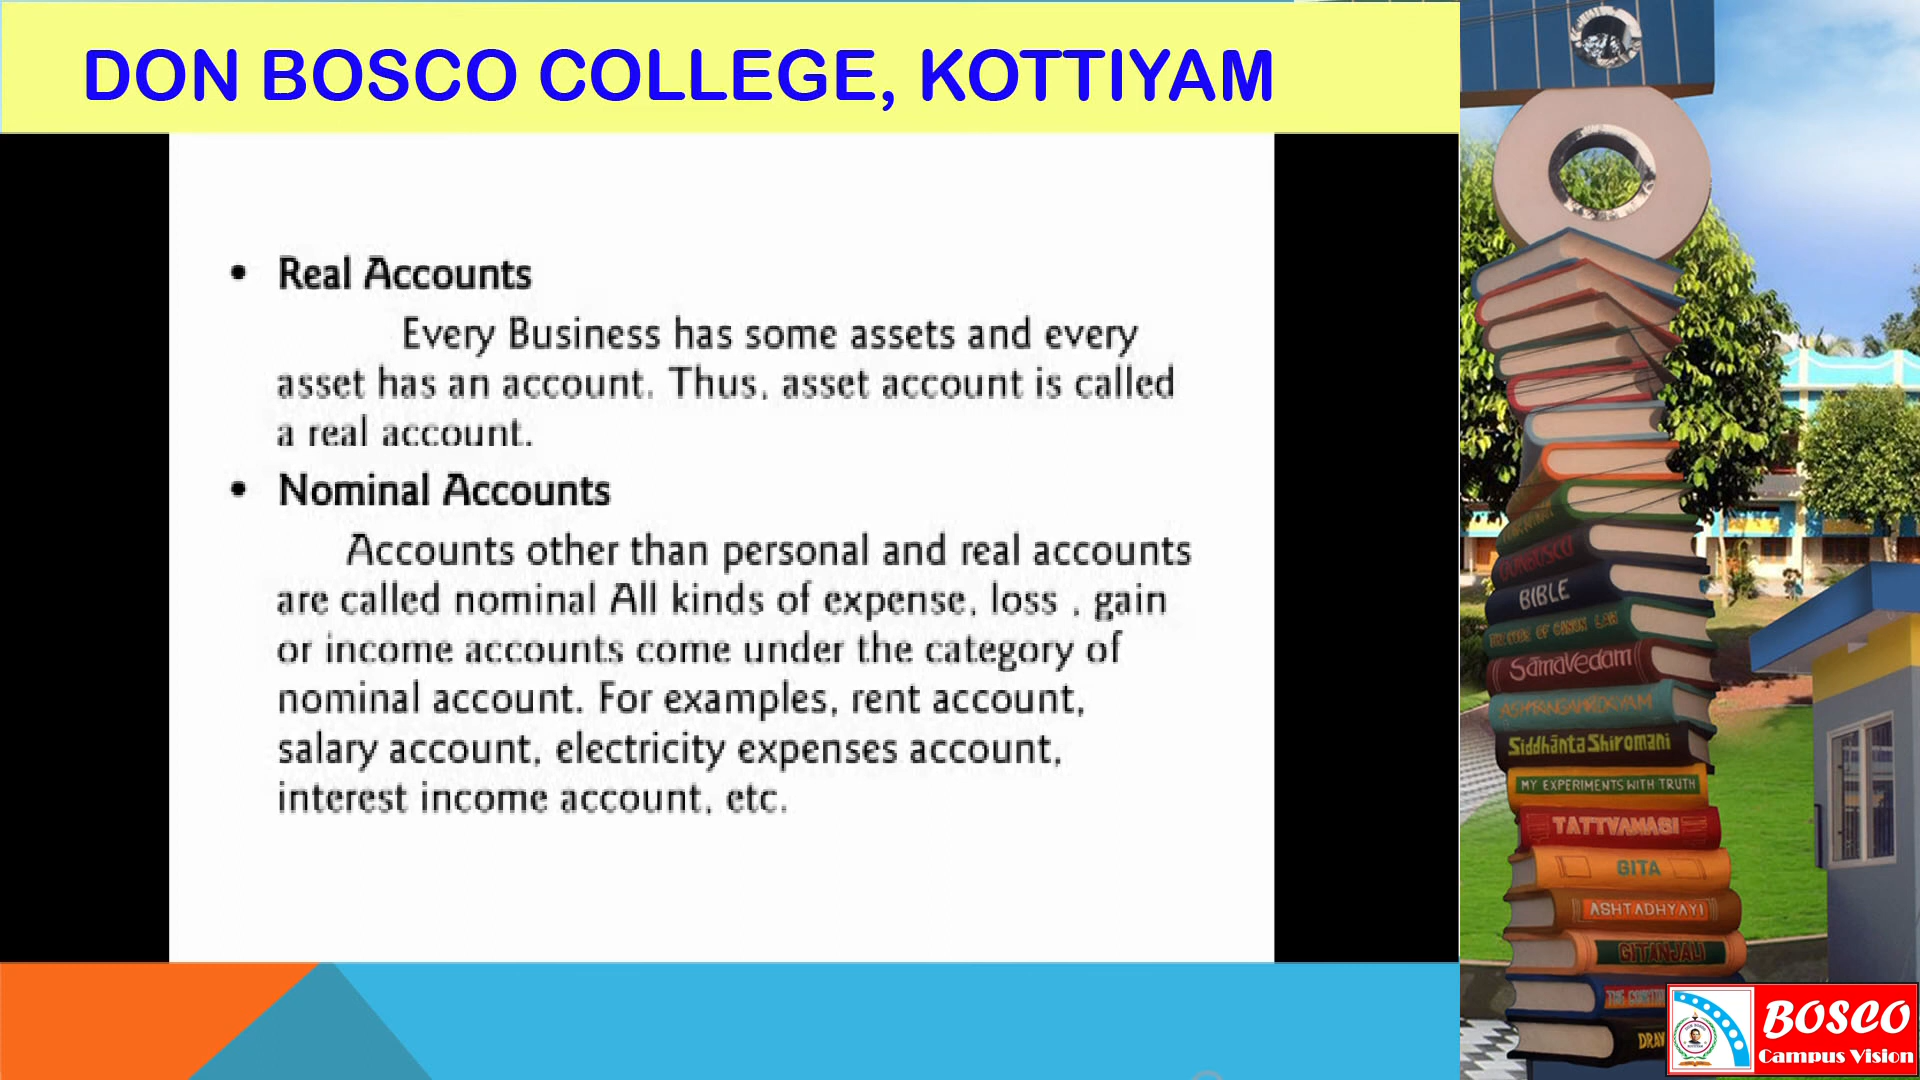 DON BOSCO COLLEGE, KOTTIYAM
• Real Accounts
Every Business has some assets and every
asset has an account. Thus, asset account is called
a real account.
• Nominal Accounts
Accounts other than personal and real accounts
are called nominal All kinds of expense, loss , gain
or income accounts come under the category of
nominal account. For examples, rent account,
salary account, electricity expenses account,
interest income account, etc.
BIBLE
OF CANON LAW
Sāmavedam
Siddhānta Shiromani
MY EXPERIMENTS WITH TRUTH
TATTVAMASI
GITA
ASHTADHYAYI
GITANJALI
BOSCO
Campus Vision